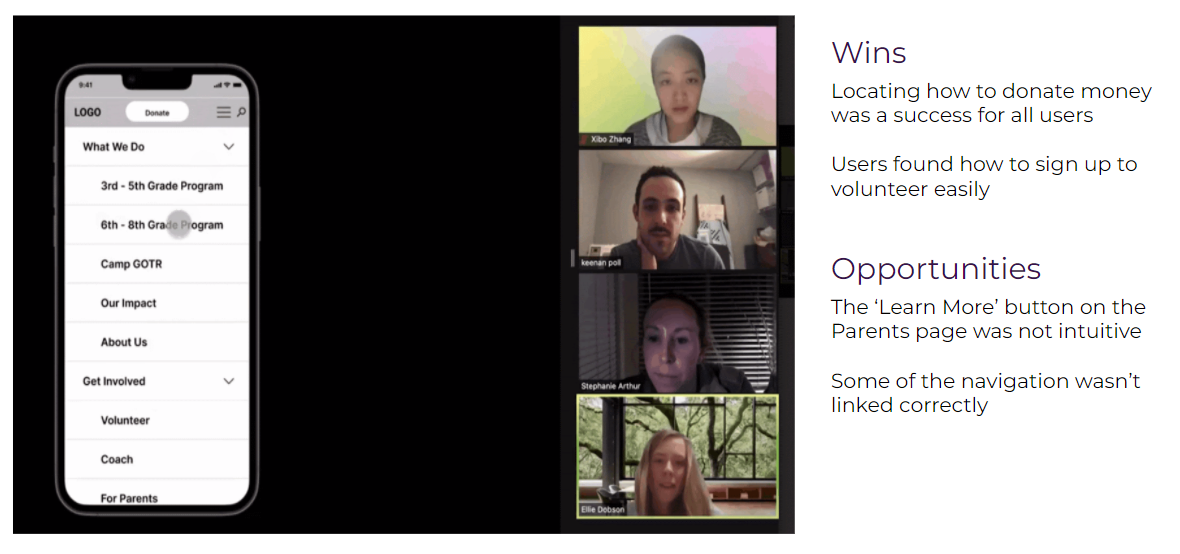 9:41
LOGO
Donate
What We Do
3rd - 5th Grade Program
6th - 8th Grade Program
Camp GOTR
Our Impact
About Us
Get Involved
Volunteer
Coach
For Parents
Xibo Zhang
keenan poll
Stephanie Arthur
Ellie Dobson
Wins
Locating how to donate money
was a success for all users
Users found how to sign up to
volunteer easily
Opportunities
The ‘Learn More’ button on the
Parents page was not intuitive
Some of the navigation wasn’t
linked correctly